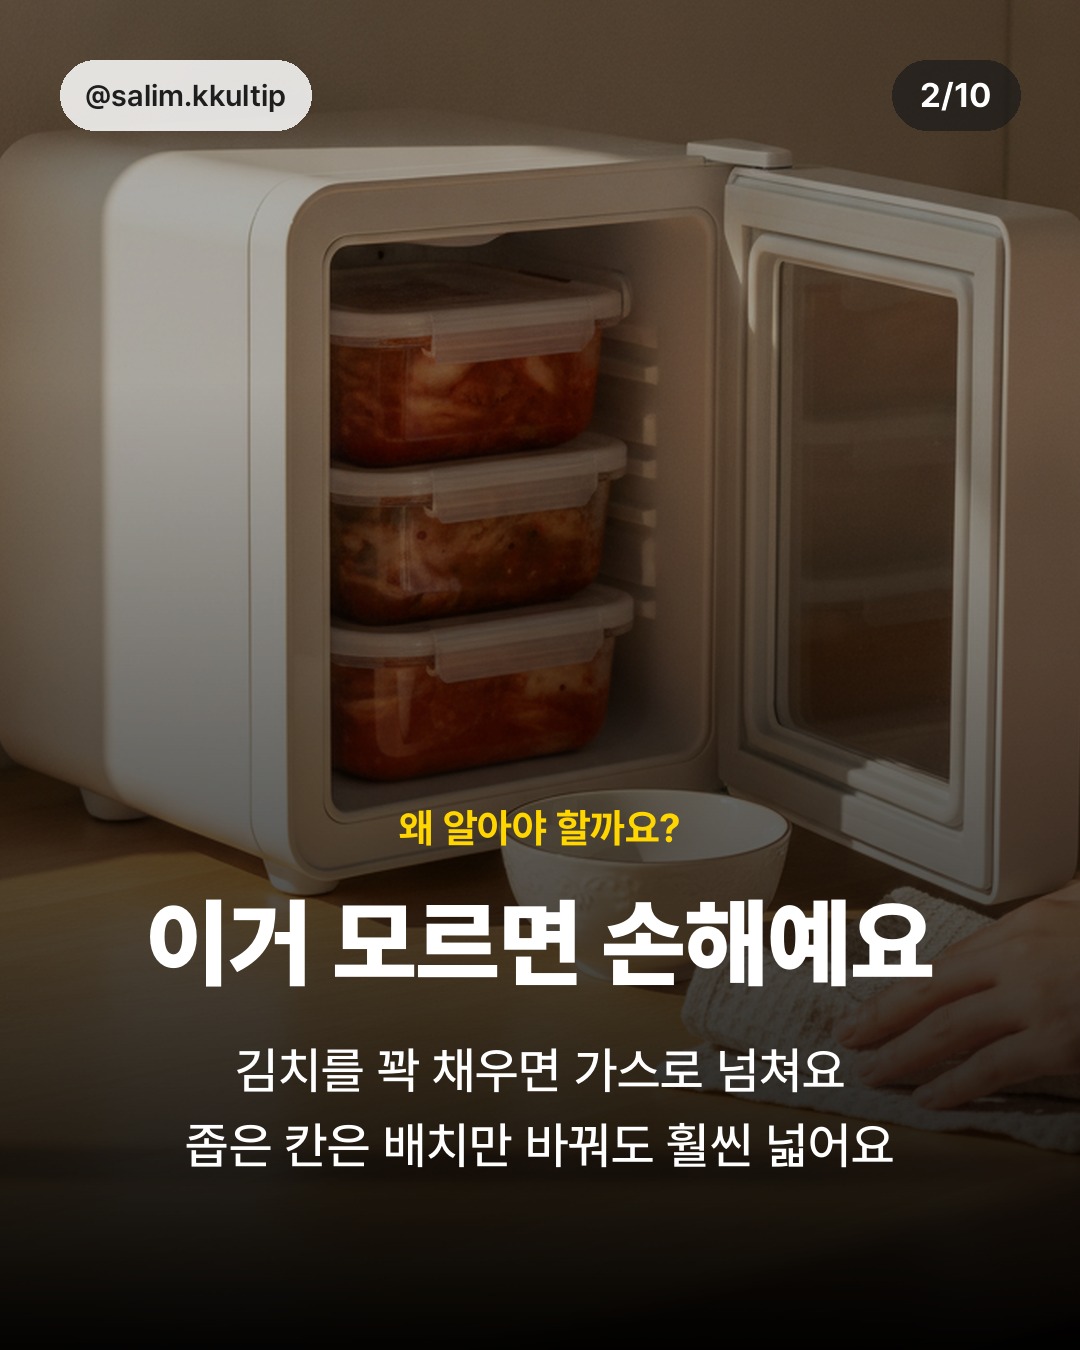 @salim.kkultip
2/10
왜 알아야 할까요?
이거 모르면 손해예요
김치를 꽉 채우면 가스로 넘쳐요
좁은 칸은 배치만 바꿔도 훨씬 넓어요